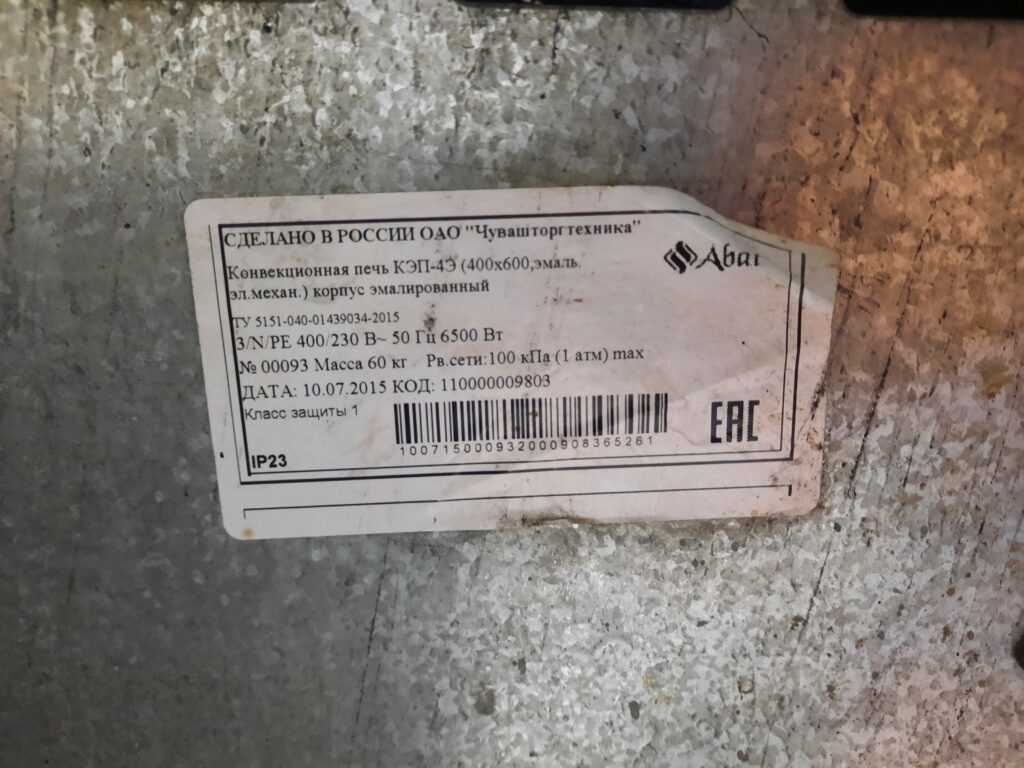 СДЕЛАНО В РОССИИ ОАО "Чувашторгтехника"
Abat
Конвекционная печь КЭП-4Э (400х600,эмаль.
эл.механ.) корпус эмалированный
ТУ 5151-040-01439034-2015
3/N/PE 400/230 В~ 50 Гц 6500 Вт
№ 00093 Масса 60 кг Рв.сети:100 кПа (1 атм) max
ДАТА: 10.07.2015 КОД: 110000009803
Класс защиты 1
100715000932000908365261
EAC
IP23